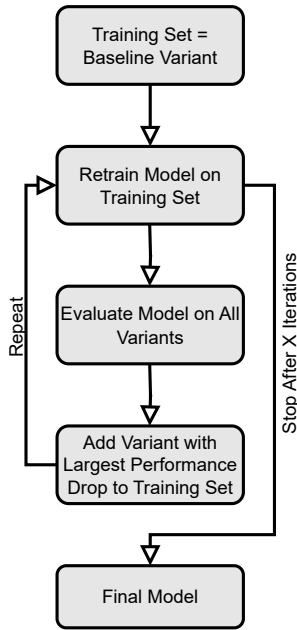 Training Set =
Baseline Variant
Retrain Model on
Training Set
Evaluate Model on All
Variants
Add Variant with
Largest Performance
Drop to Training Set
Repeat
Stop After X Iterations
Final Model